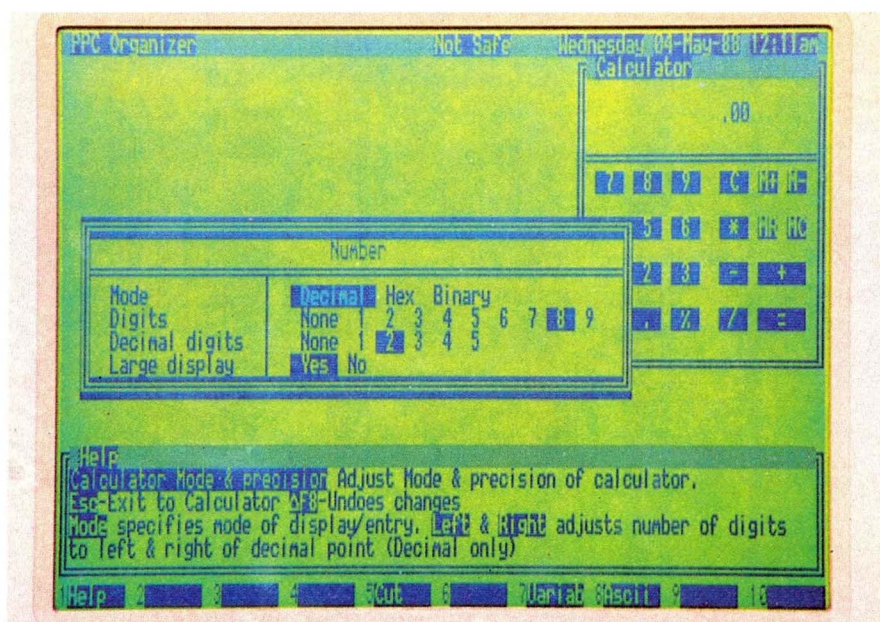 PPC Organizer Not Safe Wednesday 04-May-88 12:11am
Calculator
.00
7 8 9 C M+ M-
5 6 * MR MC
2 3 - +
. % / =
Number
Mode Decimal Hex Binary
Digits None 1 2 3 4 5 6 7 8 9
Decimal digits None 1 2 3 4 5
Large display Yes No
Help
Calculator Mode & precision Adjust Mode & precision of calculator.
Esc-Exit to Calculator ΔF8-Undoes changes
Mode specifies mode of display/entry. Left & Right adjusts number of digits
to left & right of decimal point (Decimal only)
1Help 2 3 4 5Cut 6 7Variab 8Ascii 9 10